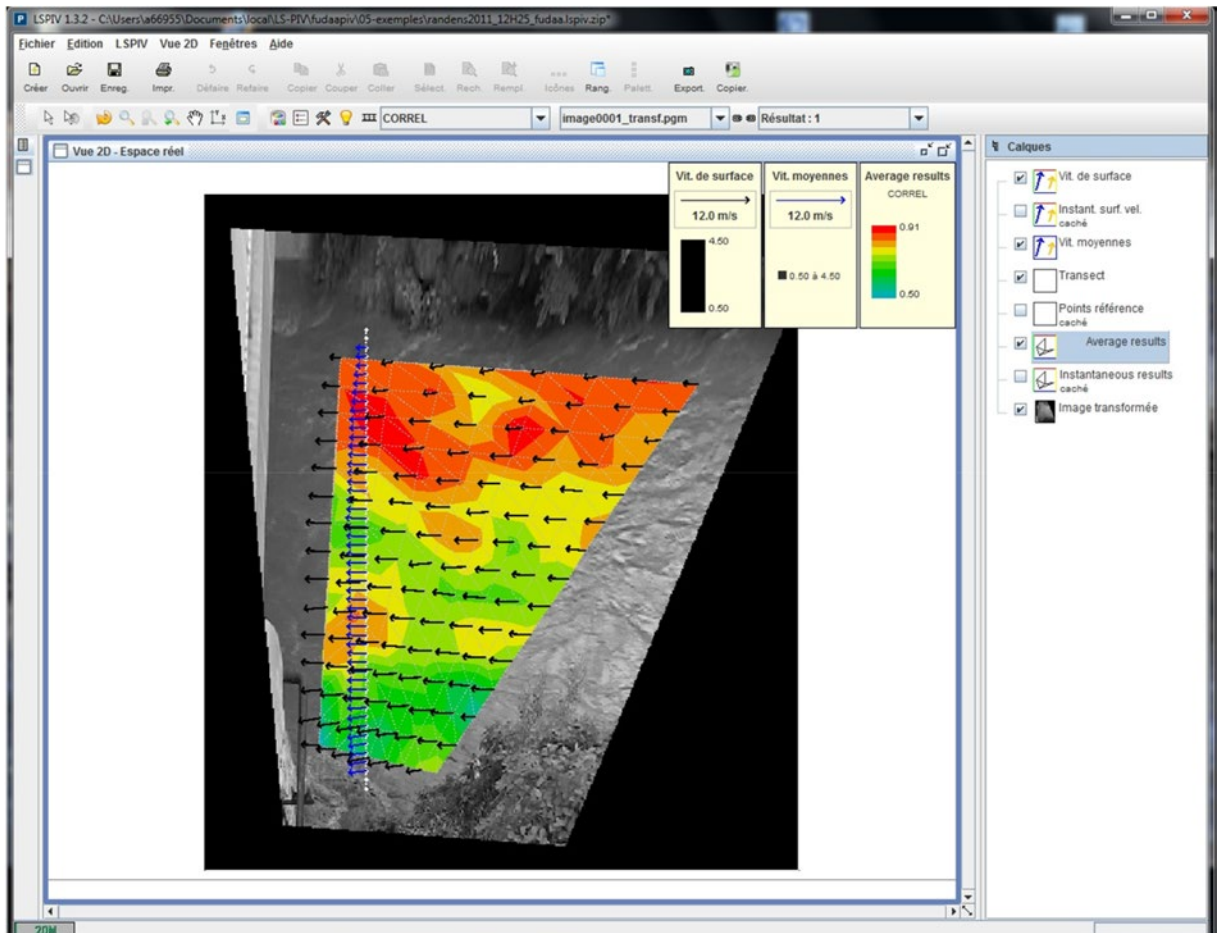 LSPIV 1.3.2 - C:\Users\a66955\Documents\local\LS-PIV\fudaapiv\05-exemples\randens2011_12H25_fudaa.lspiv.zip*
Fichier Edition LSPIV Vue 2D Fenêtres Aide
Créer Ouvrir Enreg. Impr. Défaire Refaire Copier Couper Coller Sélect. Rech. Rempl. Icônes Rang. Palett. Export. Copier.
CORREL image0001_transf.pgm Résultat : 1
Vue 2D - Espace réel
Calques
Vit. de surface
12.0 m/s
4.50
0.50
Vit. moyennes
12.0 m/s
0.50 à 4.50
Average results
CORREL
0.91
0.50
Vit. de surface
Instant. surf. vel.
caché
Vit. moyennes
Transect
Points référence
caché
Average results
Instantaneous results
caché
Image transformée
20M